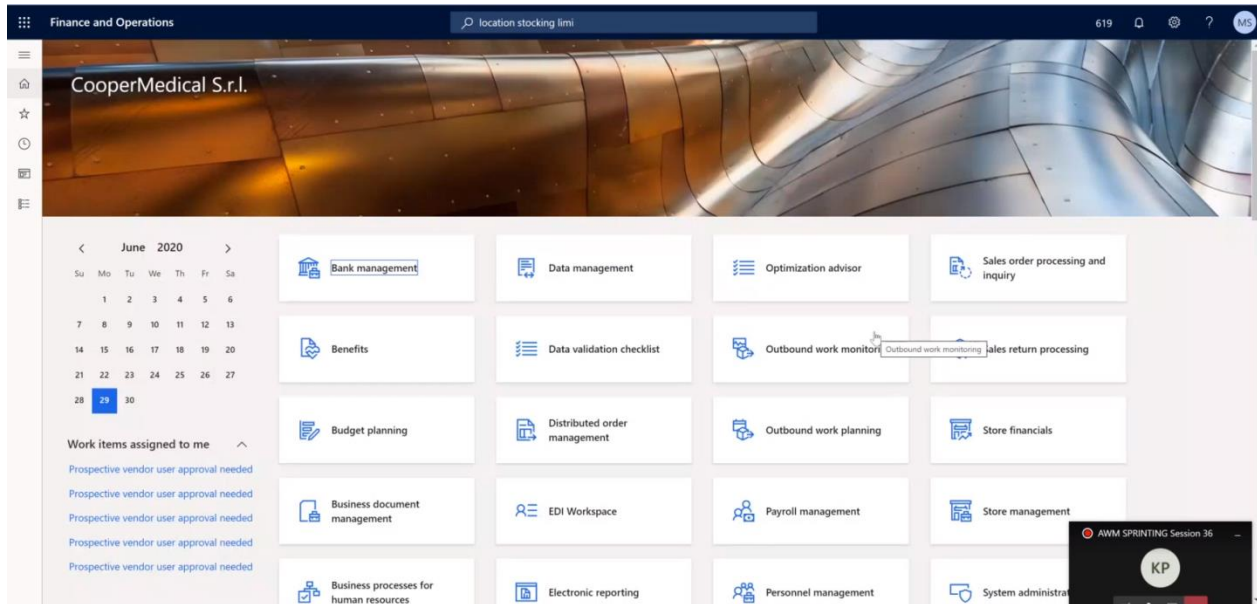 Finance and Operations
location stocking limi
619
?
MS
CooperMedical S.r.l.
June 2020
Su Mo Tu We Th Fr Sa
1 2 3 4 5 6
7 8 9 10 11 12 13
14 15 16 17 18 19 20
21 22 23 24 25 26 27
28 29 30
Work items assigned to me
Prospective vendor user approval needed
Prospective vendor user approval needed
Prospective vendor user approval needed
Prospective vendor user approval needed
Prospective vendor user approval needed
Bank management
Data management
Optimization advisor
Sales order processing and
inquiry
Benefits
Data validation checklist
Outbound work monitori
Outbound work monitoring
ales return processing
Budget planning
Distributed order
management
Outbound work planning
Store financials
Business document
management
EDI Workspace
Payroll management
Store management
Business processes for
human resources
Electronic reporting
Personnel management
System administrat
AWM SPRINTING Session 36
KP